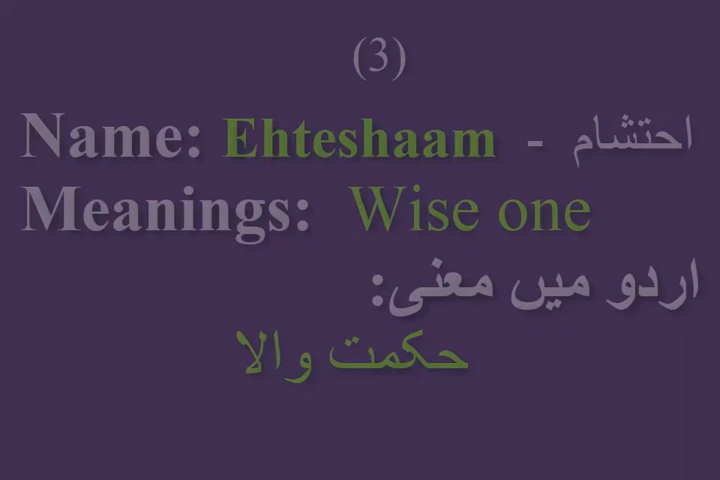 (3)
Name: Ehteshaam - احتشام
Meanings: Wise one
اردو میں معنی:
حکمت والا